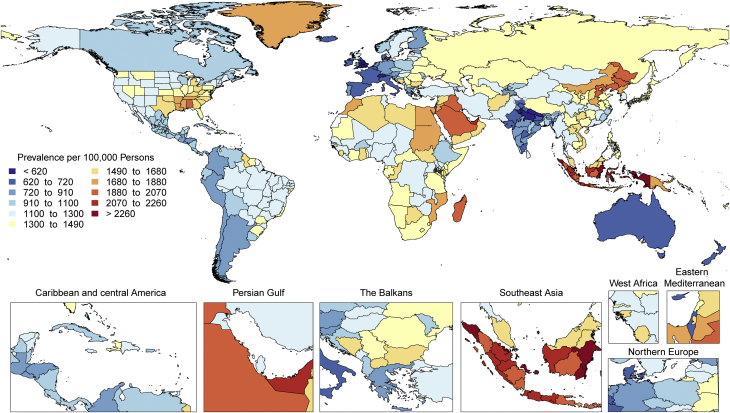 Prevalence per 100,000 Persons
< 620
620 to 720
720 to 910
910 to 1100
1100 to 1300
1300 to 1490
1490 to 1680
1680 to 1880
1880 to 2070
2070 to 2260
> 2260
Caribbean and central America
Persian Gulf
The Balkans
Southeast Asia
West Africa
Eastern
Mediterranean
Northern Europe